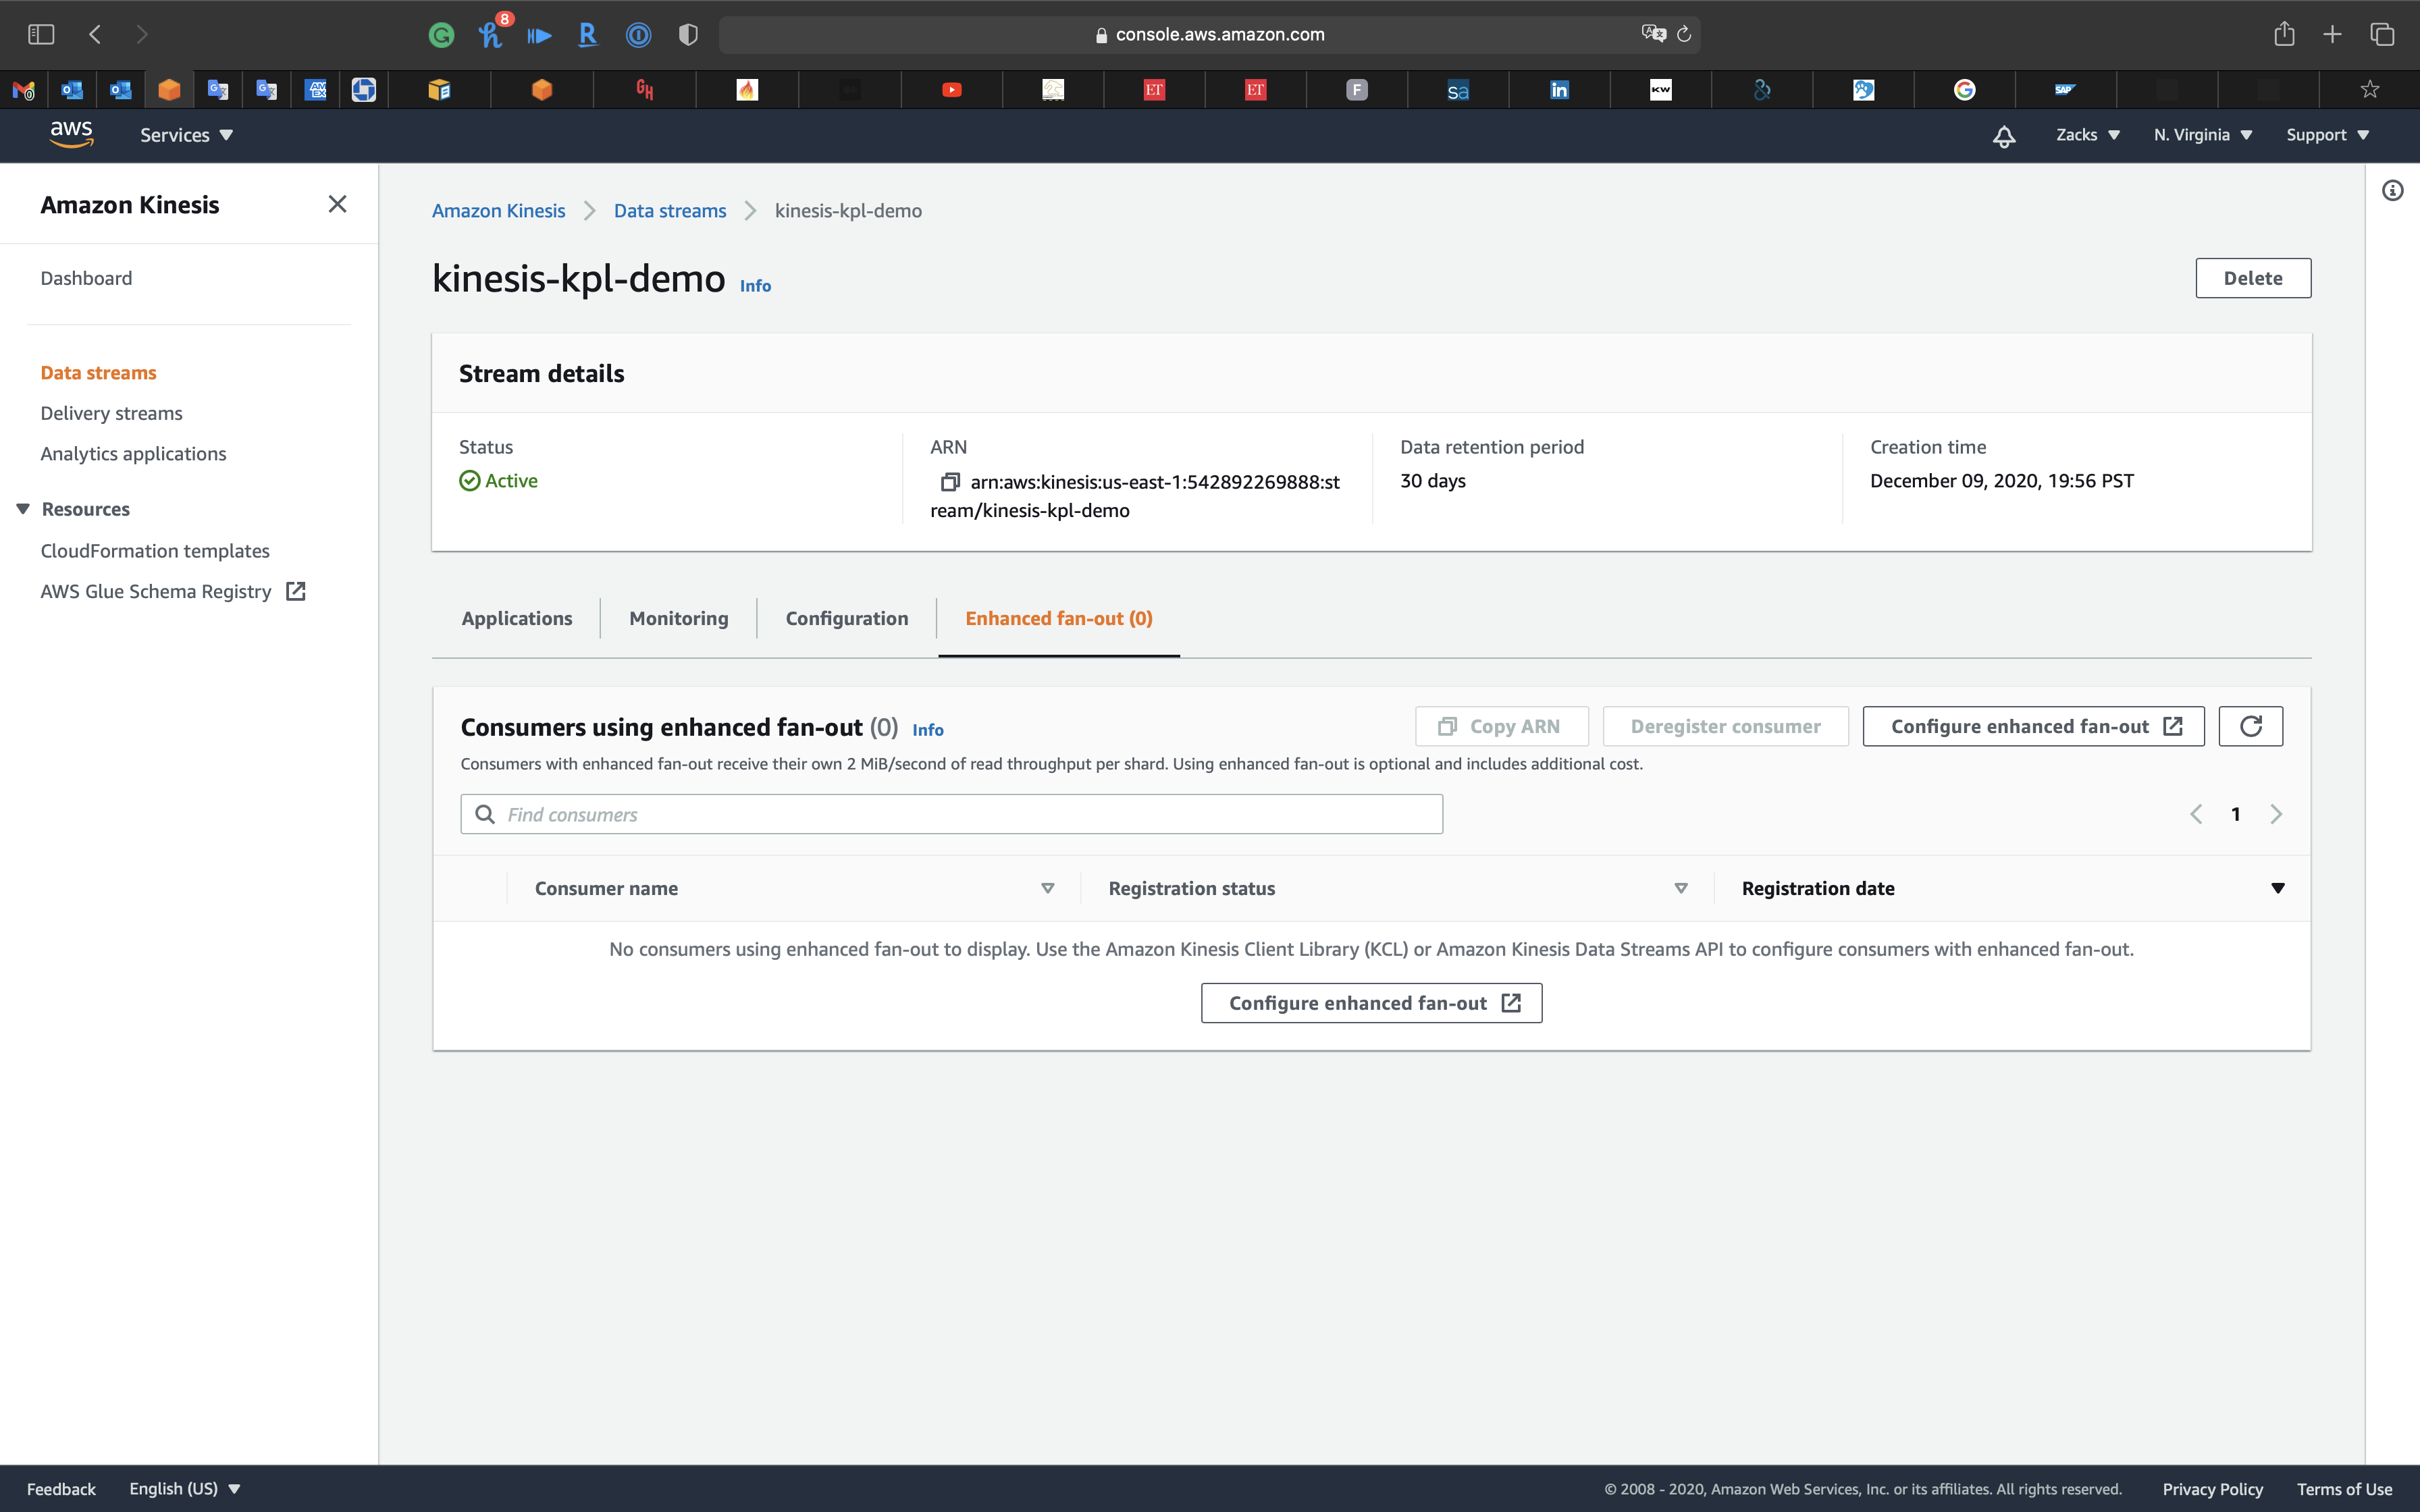 8
console.aws.amazon.com
aws
Services
Zacks
N. Virginia
Support
Amazon Kinesis
Dashboard
Data streams
Delivery streams
Analytics applications
Resources
CloudFormation templates
AWS Glue Schema Registry
Amazon Kinesis
Data streams
kinesis-kpl-demo
kinesis-kpl-demo Info
Delete
Stream details
Status
Active
ARN
arn:aws:kinesis:us-east-1:542892269888:st
ream/kinesis-kpl-demo
Data retention period
30 days
Creation time
December 09, 2020, 19:56 PST
Applications
Monitoring
Configuration
Enhanced fan-out (0)
Consumers using enhanced fan-out (0) Info
Copy ARN
Deregister consumer
Configure enhanced fan-out
Consumers with enhanced fan-out receive their own 2 MiB/second of read throughput per shard. Using enhanced fan-out is optional and includes additional cost.
Find consumers
1
Consumer name
Registration status
Registration date
No consumers using enhanced fan-out to display. Use the Amazon Kinesis Client Library (KCL) or Amazon Kinesis Data Streams API to configure consumers with enhanced fan-out.
Configure enhanced fan-out
Feedback
English (US)
© 2008 - 2020, Amazon Web Services, Inc. or its affiliates. All rights reserved.
Privacy Policy
Terms of Use